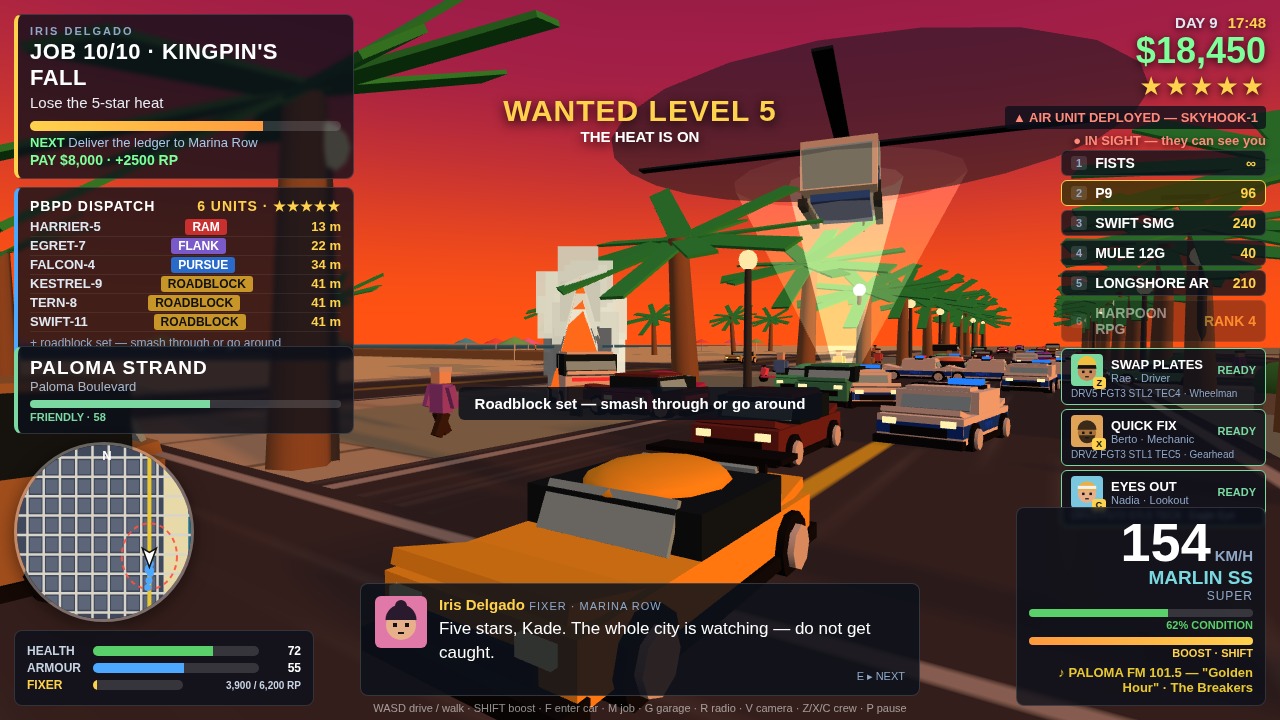 IRIS DELGADO
JOB 10/10 · KINGPIN'S
FALL
Lose the 5-star heat
NEXT Deliver the ledger to Marina Row
PAY $8,000 · +2500 RP
PBPD DISPATCH 6 UNITS · ★★★★★
HARRIER-5 RAM 13 m
EGRET-7 FLANK 22 m
FALCON-4 PURSUE 34 m
KESTREL-9 ROADBLOCK 41 m
TERN-8 ROADBLOCK 41 m
SWIFT-11 ROADBLOCK 41 m
+ roadblock set — smash through or go around
PALOMA STRAND
Paloma Boulevard
FRIENDLY · 58
N
HEALTH 72
ARMOUR 55
FIXER 3,900 / 6,200 RP
WANTED LEVEL 5
THE HEAT IS ON
Roadblock set — smash through or go around
Iris Delgado FIXER · MARINA ROW
Five stars, Kade. The whole city is watching — do not get
caught.
E ▸ NEXT
WASD drive / walk · SHIFT boost · F enter car · M job · G garage · R radio · V camera · Z/X/C crew · P pause
DAY 9 17:48
$18,450
★★★★★
▲ AIR UNIT DEPLOYED — SKYHOOK-1
● IN SIGHT — they can see you
1 FISTS ∞
2 P9 96
3 SWIFT SMG 240
4 MULE 12G 40
5 LONGSHORE AR 210
6 HARPOON
RPG RANK 4
SWAP PLATES READY
Rae · Driver
Z
DRV5 FGT3 STL2 TEC4 · Wheelman
QUICK FIX READY
Berto · Mechanic
X
DRV2 FGT3 STL1 TEC5 · Gearhead
EYES OUT READY
Nadia · Lookout
154 KM/H
MARLIN SS
SUPER
62% CONDITION
BOOST · SHIFT
♪ PALOMA FM 101.5 — "Golden
Hour" · The Breakers